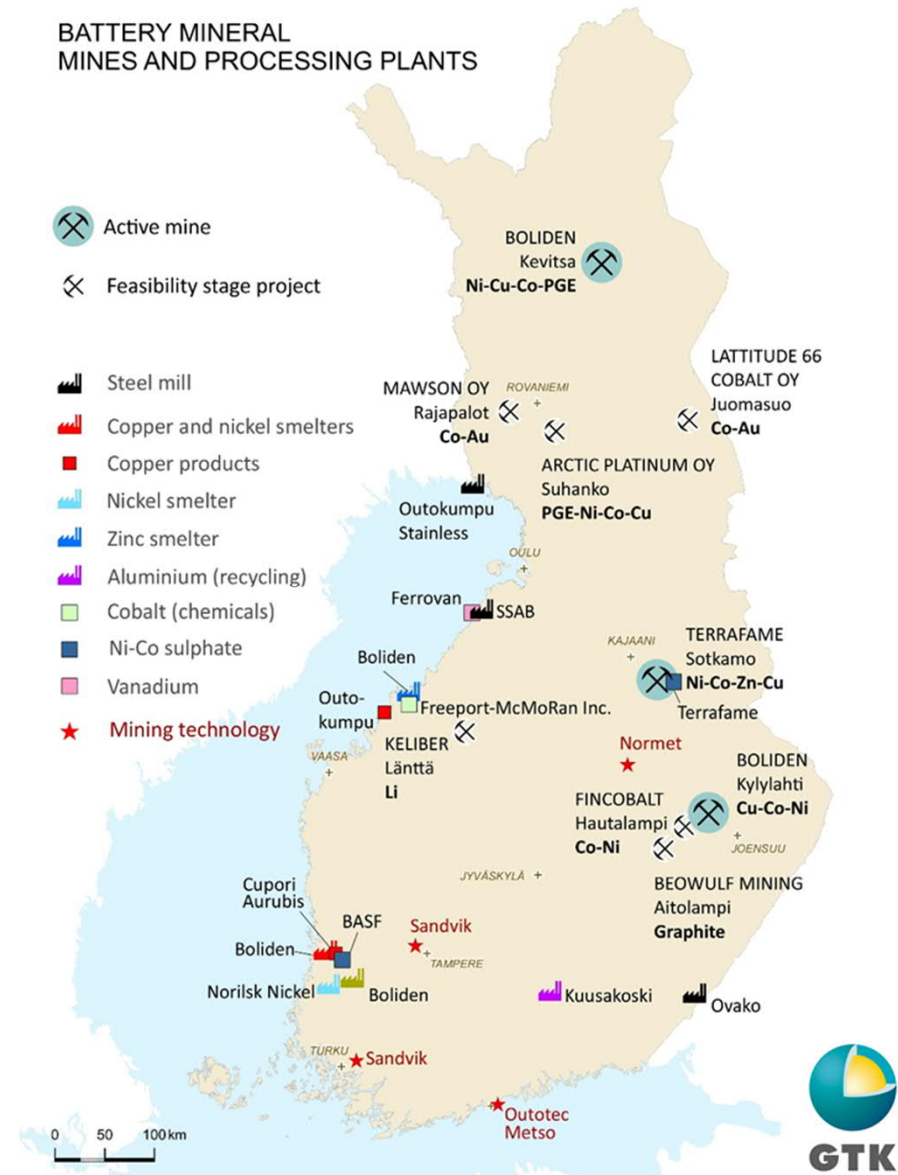 BATTERY MINERAL
MINES AND PROCESSING PLANTS
Active mine
Feasibility stage project
Steel mill
Copper and nickel smelters
Copper products
Nickel smelter
Zinc smelter
Aluminium (recycling)
Cobalt (chemicals)
Ni-Co sulphate
Vanadium
Mining technology
BOLIDEN
Kevitsa
Ni-Cu-Co-PGE
LATTITUDE 66
COBALT OY
Juomasuo
Co-Au
MAWSON OY
Rajapalot
Co-Au
ROVANIEMI
ARCTIC PLATINUM OY
Suhanko
PGE-Ni-Co-Cu
Outokumpu
Stainless
OULU
Ferrovan
SSAB
KAJAANI
TERRAFAME
Sotkamo
Ni-Co-Zn-Cu
Terrafame
Boliden
Outo-
kumpu
Freeport-McMoRan Inc.
KELIBER
Länttä
Li
VAASA
Normet
BOLIDEN
Kylylahti
Cu-Co-Ni
FINCOBALT
Hautalampi
Co-Ni
JOENSUU
JYVÄSKYLÄ
BEOWULF MINING
Aitolampi
Graphite
Cupori
Aurubis
BASF
Boliden
Sandvik
TAMPERE
Norilsk Nickel
Boliden
Kuusakoski
Ovako
TURKU
Sandvik
Outotec
Metso
0 50 100 km
GTK